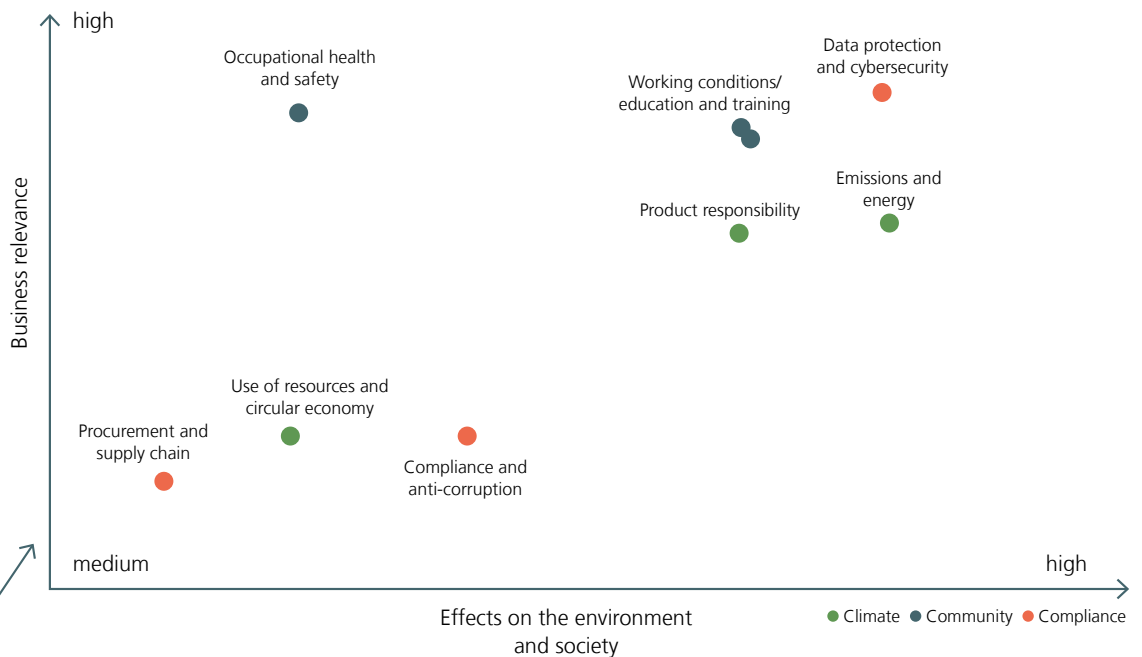 high
Occupational health
and safety
Data protection
and cybersecurity
Working conditions/
education and training
Emissions and
energy
Product responsibility
Business relevance
Use of resources and
circular economy
Procurement and
supply chain
Compliance and
anti-corruption
medium
high
Effects on the environment
and society
Climate
Community
Compliance